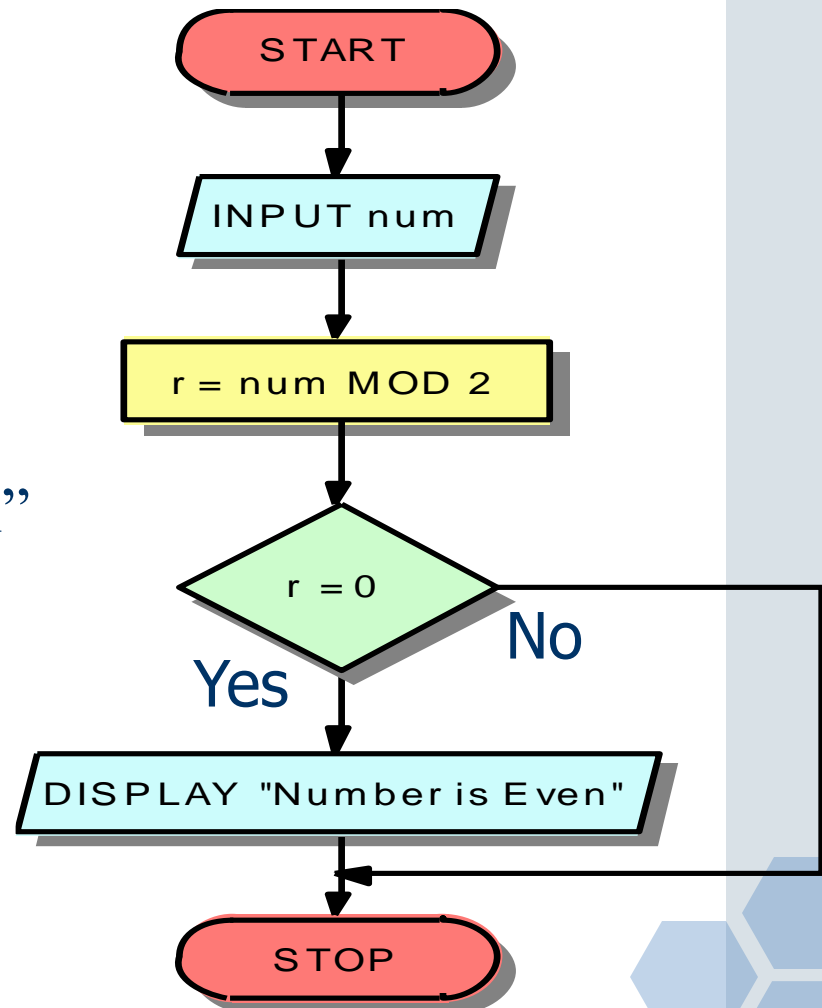 START
INPUT num
r = num MOD 2
”
r = 0
No
Yes
DISPLAY "Number is Even"
STOP